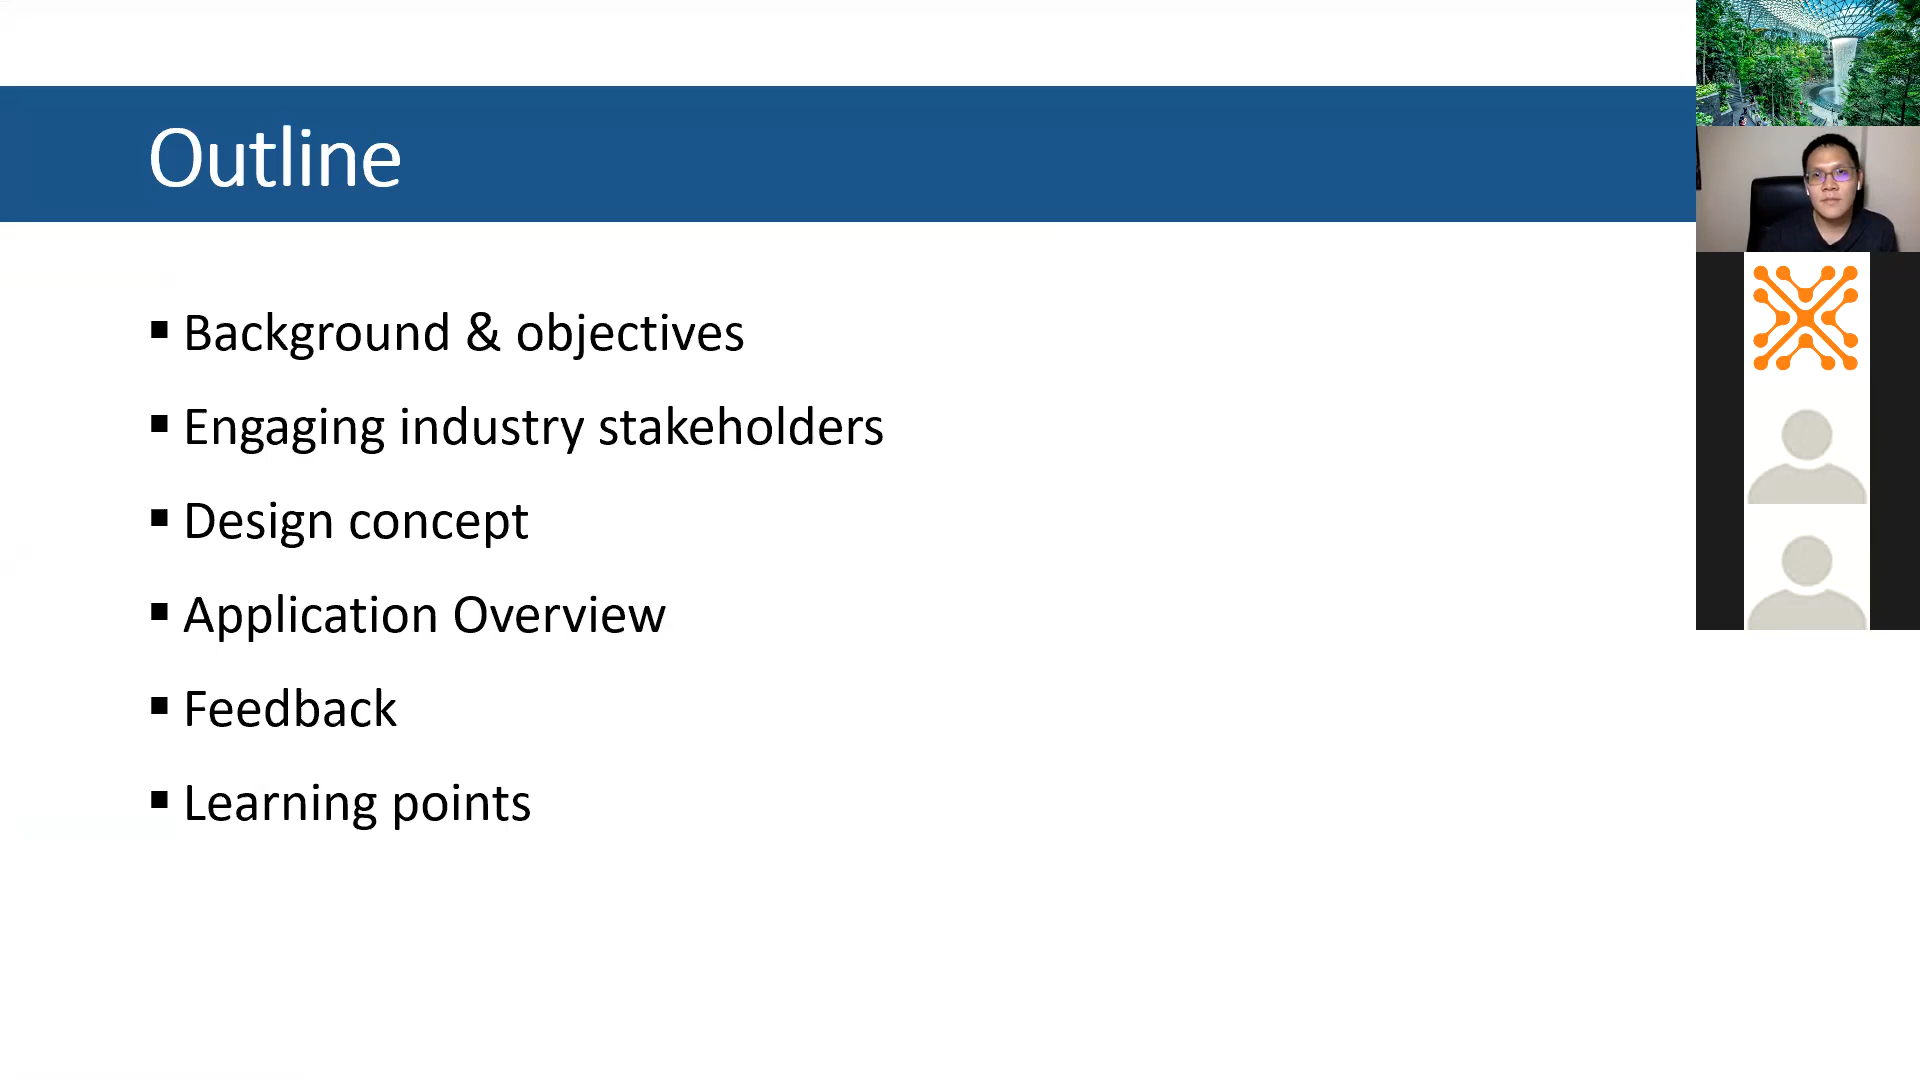 Outline
▪ Background & objectives
▪ Engaging industry stakeholders
▪ Design concept
▪ Application Overview
▪ Feedback
▪ Learning points